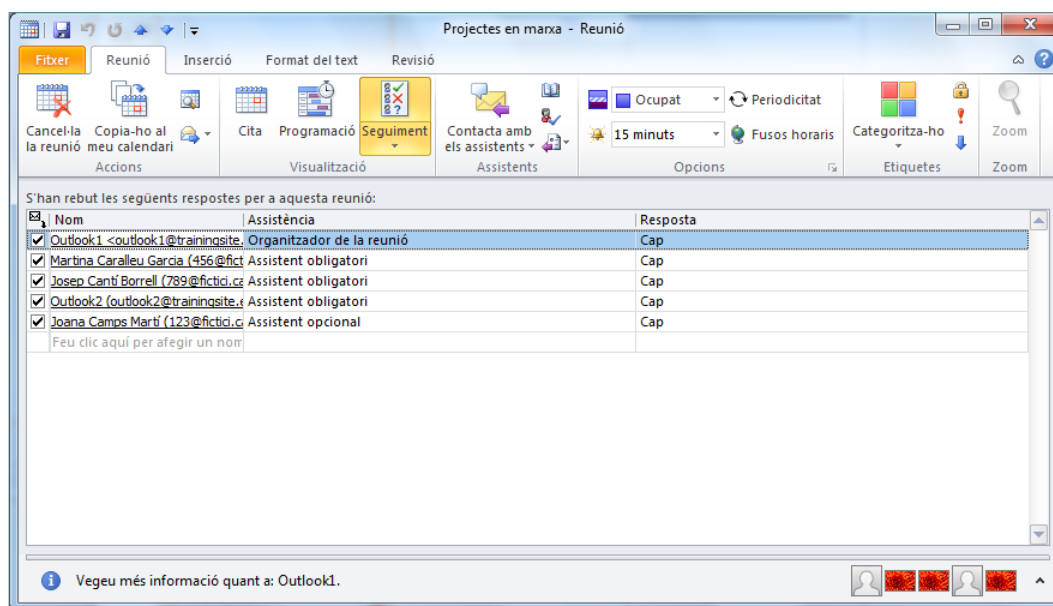 Projectes en marxa - Reunió
Fitxer Reunió Inserció Format del text Revisió
Cancel·la la reunió
Copia-ho al meu calendari
Accions
Cita Programació Seguiment
Visualització
Contacta amb els assistents
Assistents
Ocupat
15 minuts
Periodicitat
Fusos horaris
Opcions
Categoritza-ho
Etiquetes
Zoom
Zoom
S'han rebut les següents respostes per a aquesta reunió:
Nom Assistència Resposta
Outlook1 <outlook1@trainingsite. Organitzador de la reunió Cap
Martina Caralleu Garcia (456@fict Assistent obligatori Cap
Josep Cantí Borrell (789@fictici.ca Assistent obligatori Cap
Outlook2 (outlook2@trainingsite.e Assistent obligatori Cap
Joana Camps Martí (123@fictici.ca Assistent opcional Cap
Feu clic aquí per afegir un nom
Vegeu més informació quant a: Outlook1.